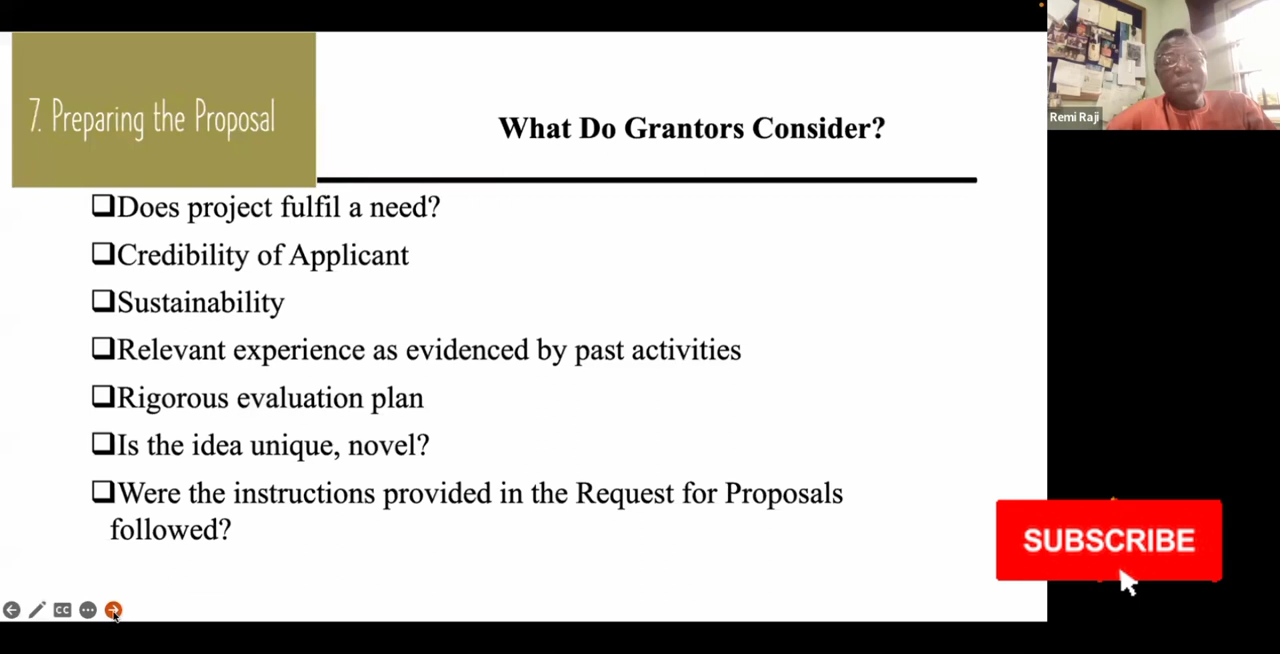 7. Preparing the Proposal
What Do Grantors Consider?
Does project fulfil a need?
Credibility of Applicant
Sustainability
Relevant experience as evidenced by past activities
Rigorous evaluation plan
Is the idea unique, novel?
Were the instructions provided in the Request for Proposals
followed?
Remi Raji
SUBSCRIBE
CC